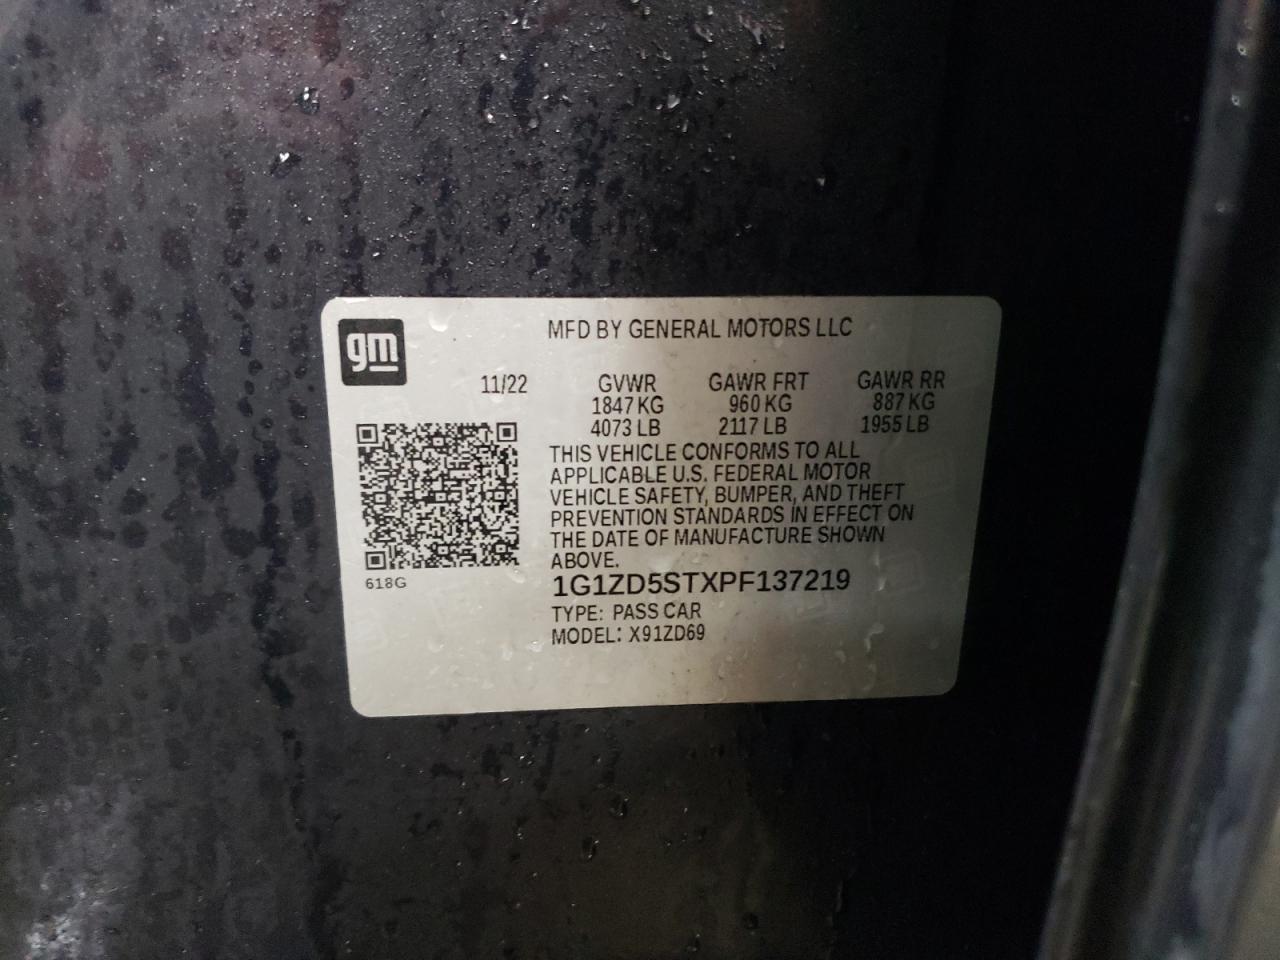 gm
MFD BY GENERAL MOTORS LLC
11/22 GVWR GAWR FRT GAWR RR
1847 KG 960 KG 887 KG
4073 LB 2117 LB 1955 LB
THIS VEHICLE CONFORMS TO ALL
APPLICABLE U.S. FEDERAL MOTOR
VEHICLE SAFETY, BUMPER, AND THEFT
PREVENTION STANDARDS IN EFFECT ON
THE DATE OF MANUFACTURE SHOWN
ABOVE.
618G
1G1ZD5STXPF137219
TYPE: PASS CAR
MODEL: X91ZD69